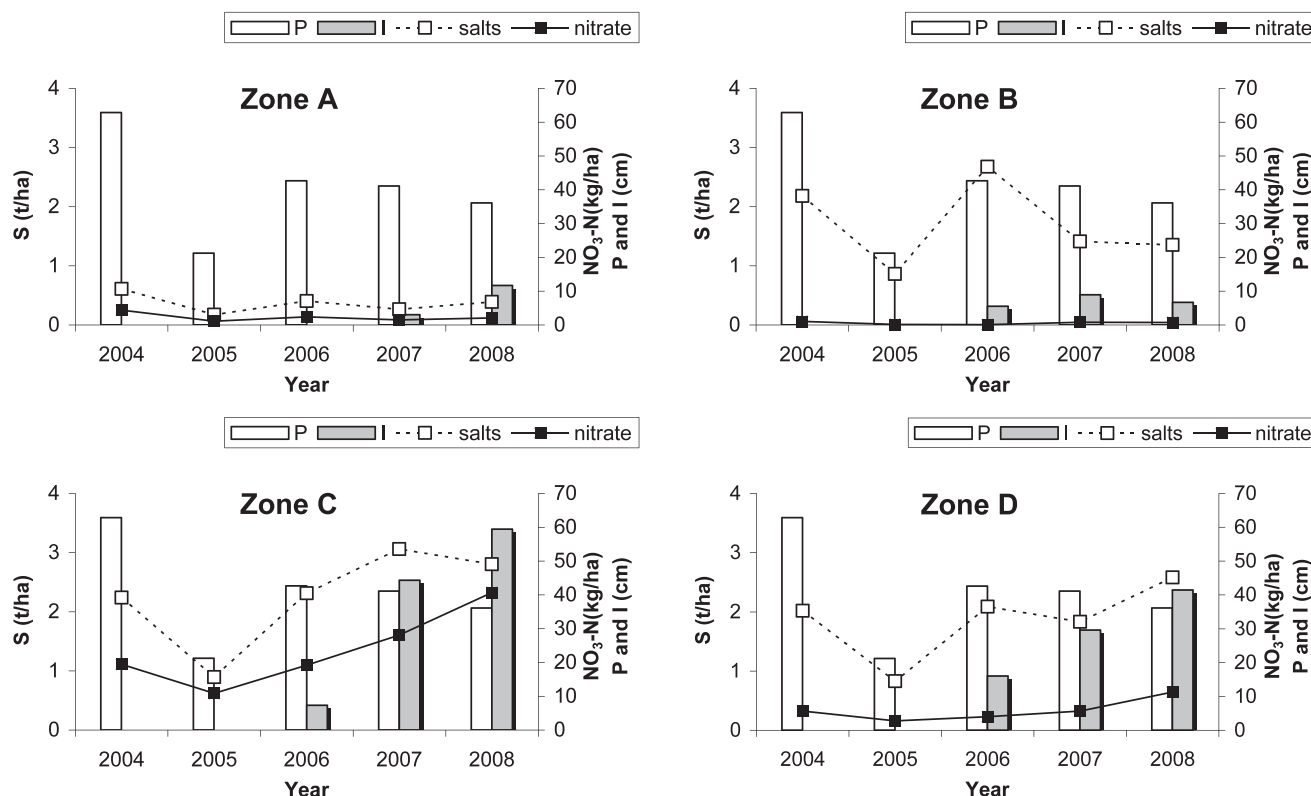 P I salts nitrate
Zone A
S (t/ha)
4
3
2
1
0
NO₃-N(kg/ha)
P and I (cm)
70
60
50
40
30
20
10
0
2004 2005 2006 2007 2008
Year
P I salts nitrate
Zone B
S (t/ha)
4
3
2
1
0
NO₃-N(kg/ha)
P and I (cm)
70
60
50
40
30
20
10
0
2004 2005 2006 2007 2008
Year
P I salts nitrate
Zone C
S (t/ha)
4
3
2
1
0
NO₃-N(kg/ha)
P and I (cm)
70
60
50
40
30
20
10
0
2004 2005 2006 2007 2008
Year
P I salts nitrate
Zone D
S (t/ha)
4
3
2
1
0
NO₃-N(kg/ha)
P and I (cm)
70
60
50
40
30
20
10
0
2004 2005 2006 2007 2008
Year